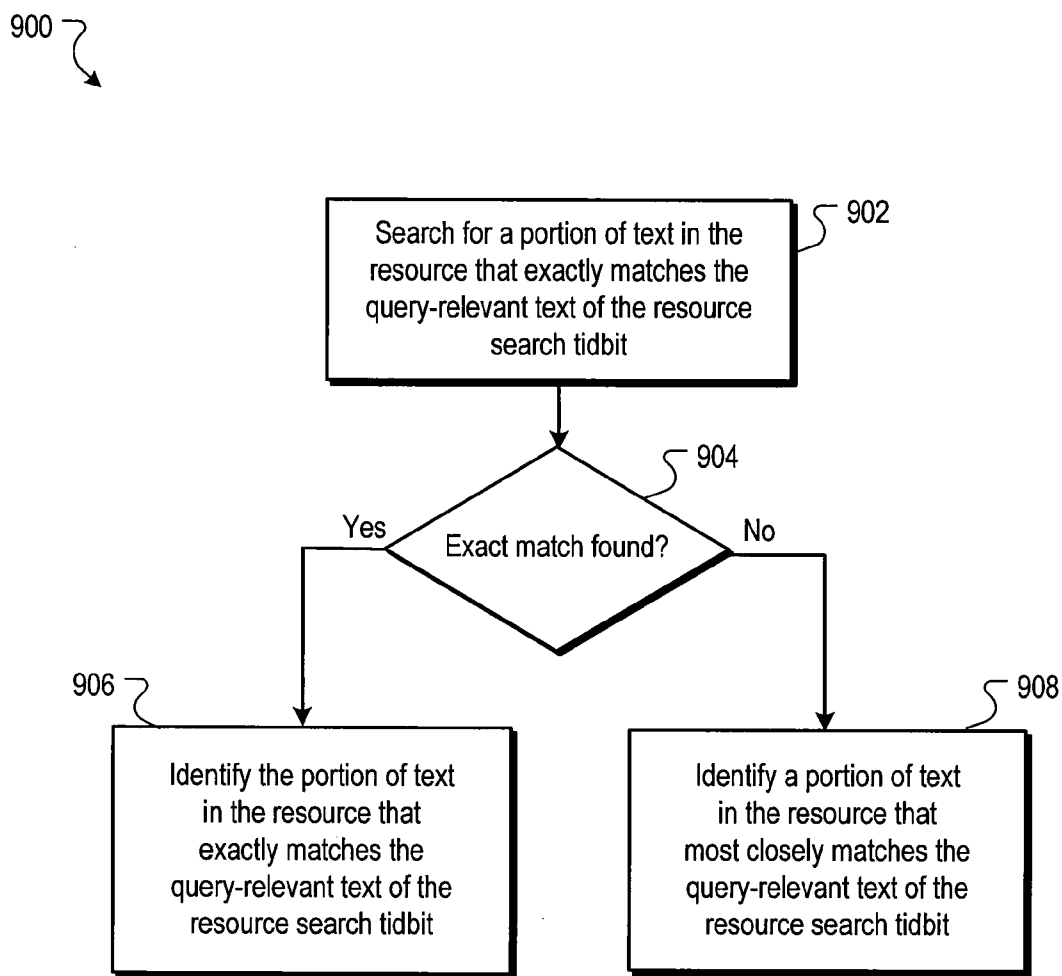 900
902
Search for a portion of text in the
resource that exactly matches the
query-relevant text of the resource
search tidbit
904
Yes
Exact match found?
No
906
Identify the portion of text
in the resource that
exactly matches the
query-relevant text of the
resource search tidbit
908
Identify a portion of text
in the resource that
most closely matches the
query-relevant text of the
resource search tidbit